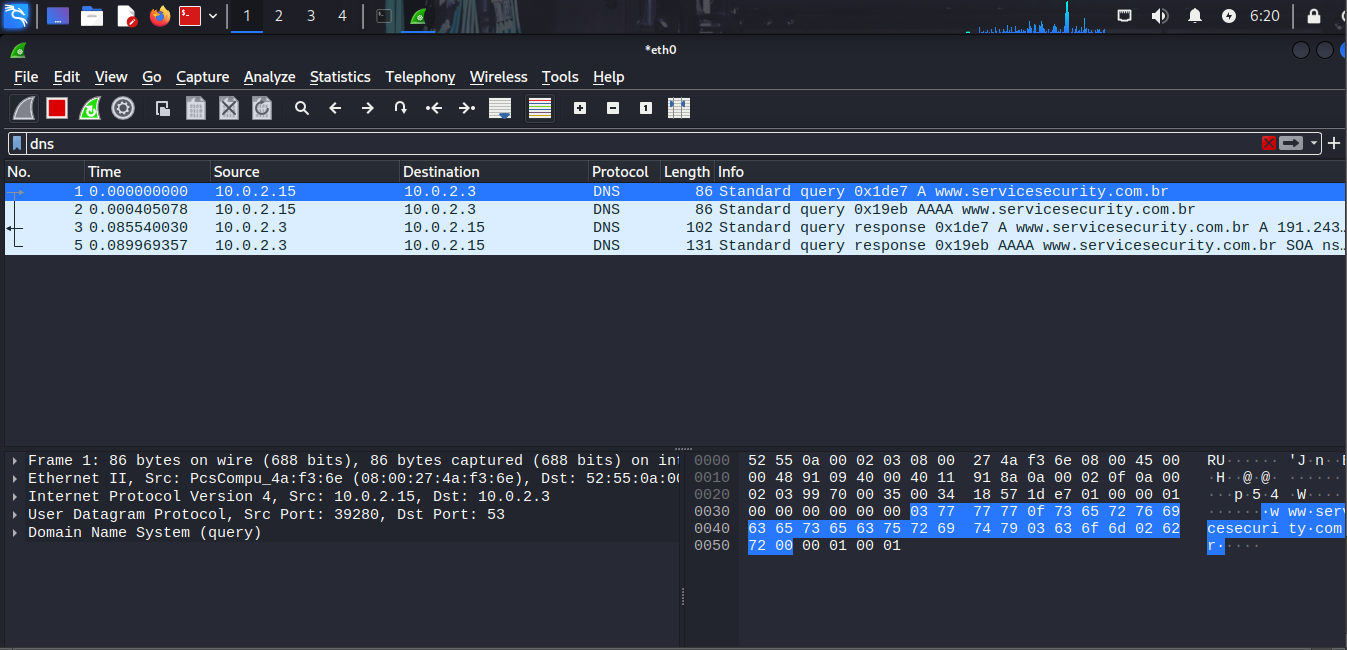 1 2 3 4 6:20
*eth0
File Edit View Go Capture Analyze Statistics Telephony Wireless Tools Help
dns
No. Time Source Destination Protocol Length Info
1 0.000000000 10.0.2.15 10.0.2.3 DNS 86 Standard query 0x1de7 A www.servicesecurity.com.br
2 0.000405078 10.0.2.15 10.0.2.3 DNS 86 Standard query 0x19eb AAAA www.servicesecurity.com.br
3 0.085540030 10.0.2.3 10.0.2.15 DNS 102 Standard query response 0x1de7 A www.servicesecurity.com.br A 191.243…
5 0.089969357 10.0.2.3 10.0.2.15 DNS 131 Standard query response 0x19eb AAAA www.servicesecurity.com.br SOA ns…
Frame 1: 86 bytes on wire (688 bits), 86 bytes captured (688 bits) on int
Ethernet II, Src: PcsCompu_4a:f3:6e (08:00:27:4a:f3:6e), Dst: 52:55:0a:00
Internet Protocol Version 4, Src: 10.0.2.15, Dst: 10.0.2.3
User Datagram Protocol, Src Port: 39280, Dst Port: 53
Domain Name System (query)
0000 52 55 0a 00 02 03 08 00 27 4a f3 6e 08 00 45 00 RU······ 'J·n··E
0010 00 48 91 09 40 00 40 11 91 8a 0a 00 02 0f 0a 00 ·H··@·@· ······
0020 02 03 99 70 00 35 00 34 18 57 1d e7 01 00 00 01 ···p·5·4 ·W····
0030 00 00 00 00 00 00 03 77 77 77 0f 73 65 72 76 69 ·······w ww·serv
0040 63 65 73 65 63 75 72 69 74 79 03 63 6f 6d 02 62 cesecuri ty·com
0050 72 00 00 01 00 01 r·····